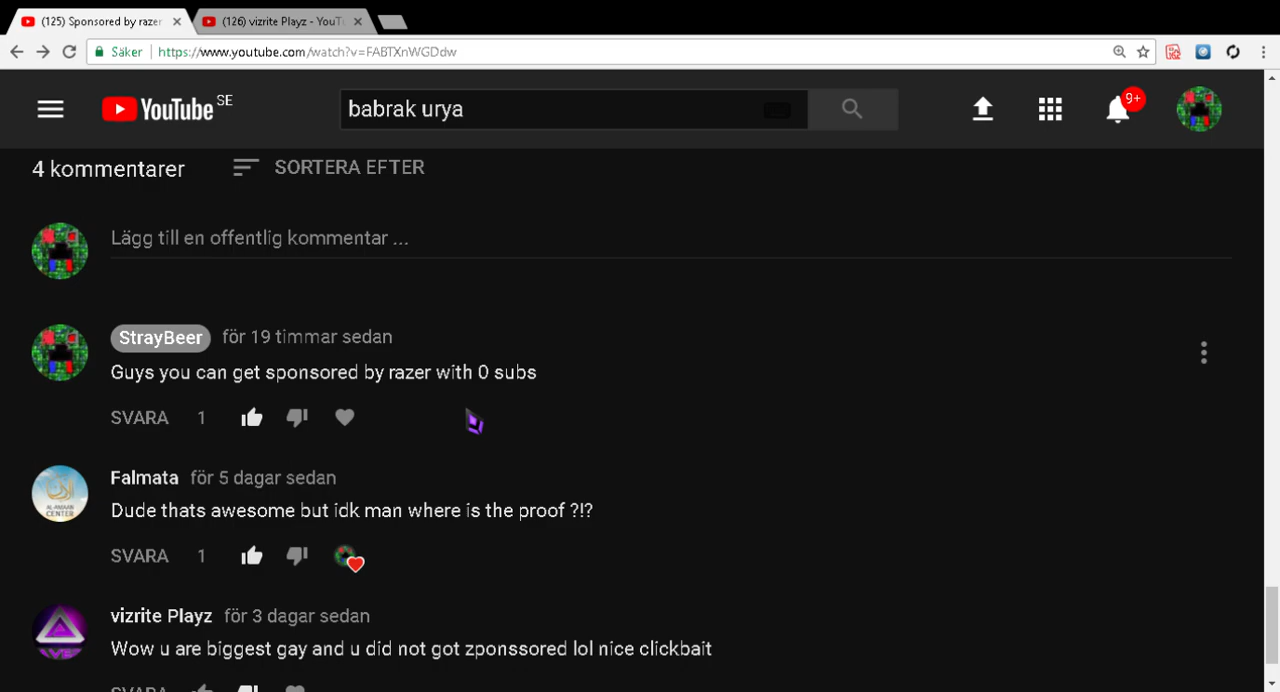 (125) Sponsored by razer
(126) vizrite Playz - YouTu
Säker https://www.youtube.com/watch?v=FABTXnWGDdw
YouTube SE
babrak urya
9+
4 kommentarer
SORTERA EFTER
Lägg till en offentlig kommentar ...
StrayBeer för 19 timmar sedan
Guys you can get sponsored by razer with 0 subs
SVARA 1
Falmata för 5 dagar sedan
Dude thats awesome but idk man where is the proof ?!?
SVARA 1
AL-AMAAN
CENTER
vizrite Playz för 3 dagar sedan
Wow u are biggest gay and u did not got zponssored lol nice clickbait
SVARA